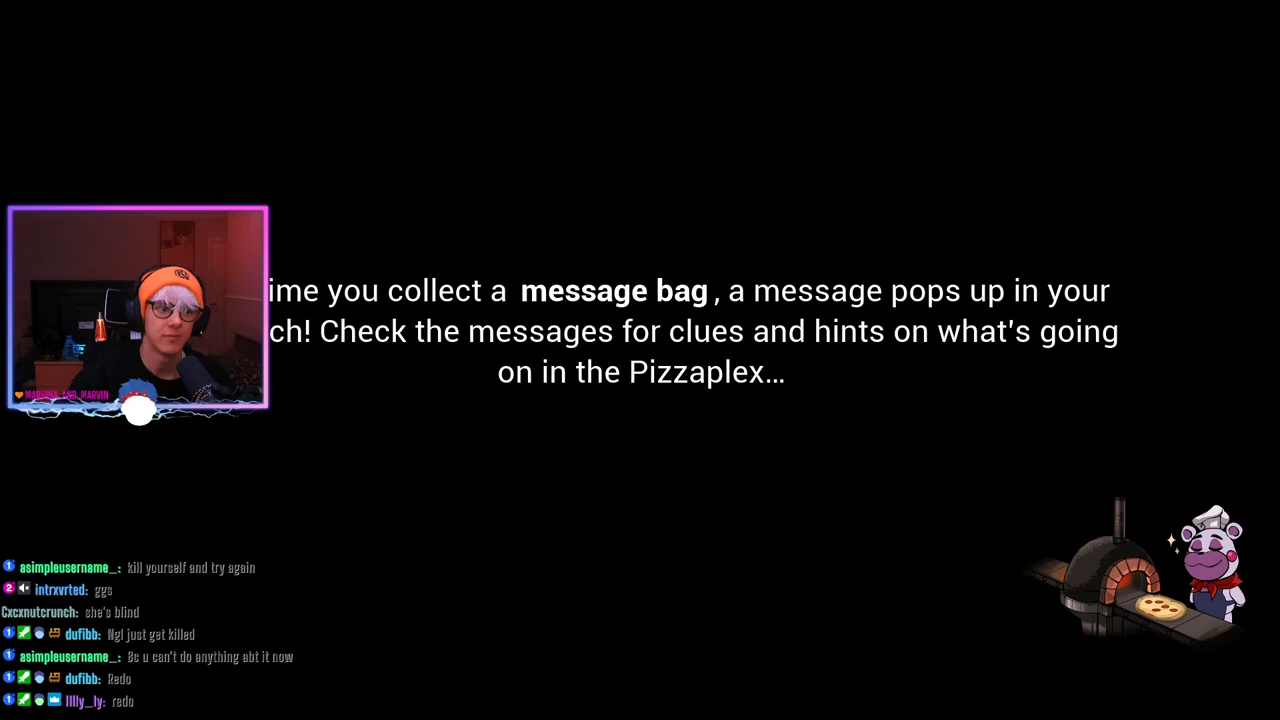 ime you collect a message bag, a message pops up in your
ch! Check the messages for clues and hints on what's going
on in the Pizzaplex...
asimpleusername_: kill yourself and try again
intrxvrted: ggs
Cxcxnutcrunch: she's blind
dufibb: Ngl just get killed
asimpleusername_: Bc u can't do anything abt it now
dufibb: Redo
lllly_ly: redo